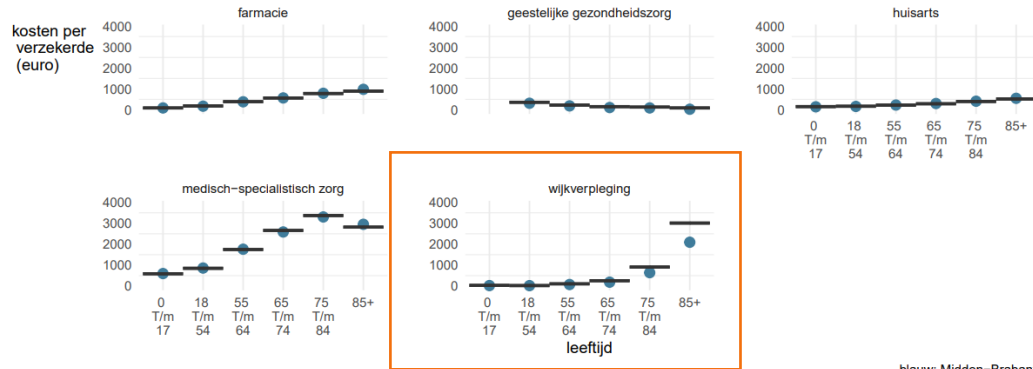 farmacie
geestelijke gezondheidszorg
huisarts
kosten per
verzekerde
(euro)
4000
3000
2000
1000
0
4000
3000
2000
1000
0
4000
3000
2000
1000
0
0 18 55 65 75 85+
T/m T/m T/m T/m T/m
17 54 64 74 84
medisch−specialistisch zorg
wijkverpleging
4000
3000
2000
1000
0
4000
3000
2000
1000
0
0 18 55 65 75 85+
T/m T/m T/m T/m T/m
17 54 64 74 84
0 18 55 65 75 85+
T/m T/m T/m T/m T/m
17 54 64 74 84
leeftijd